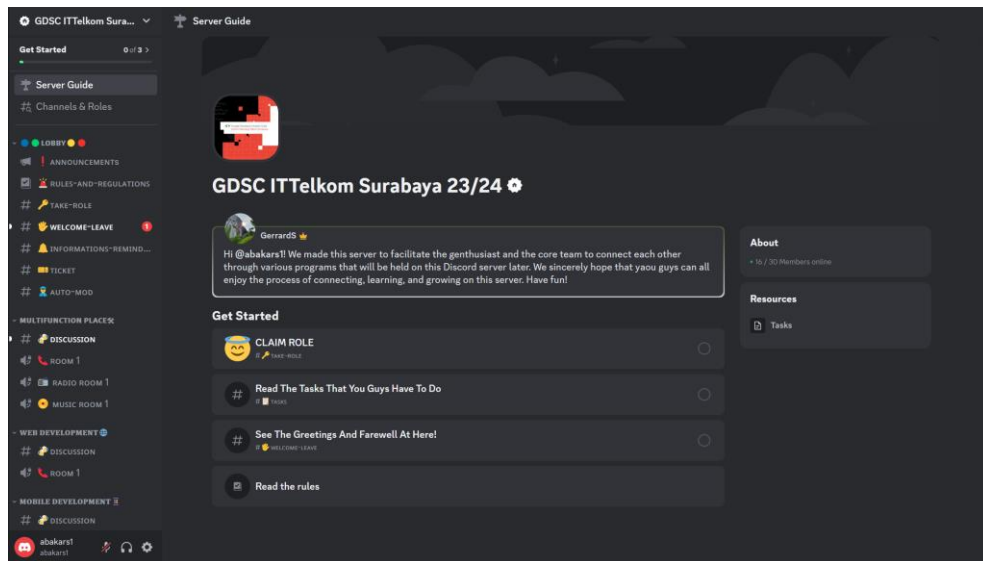 GDSC ITTelkom Sura...
Get Started 0 of 3 >
Server Guide
Channels & Roles
LOBBY
ANNOUNCEMENTS
RULES-AND-REGULATIONS
TAKE-ROLE
WELCOME-LEAVE 1
INFORMATIONS-REMIND...
TICKET
AUTO-MOD
MULTIFUNCTION PLACE
DISCUSSION
ROOM 1
RADIO ROOM 1
MUSIC ROOM 1
WEB DEVELOPMENT
DISCUSSION
ROOM 1
MOBILE DEVELOPMENT
DISCUSSION
abakars1
abakars1
Server Guide
GDSC ITTelkom Surabaya 23/24
GerrardS
Hi @abakars1! We made this server to facilitate the genthusiast and the core team to connect each other
through various programs that will be held on this Discord server later. We sincerely hope that yaou guys can all
enjoy the process of connecting, learning, and growing on this server. Have fun!
Get Started
CLAIM ROLE
# TAKE-ROLE
Read The Tasks That You Guys Have To Do
# TASKS
See The Greetings And Farewell At Here!
# WELCOME-LEAVE
Read the rules
About
16 / 30 Members online
Resources
Tasks